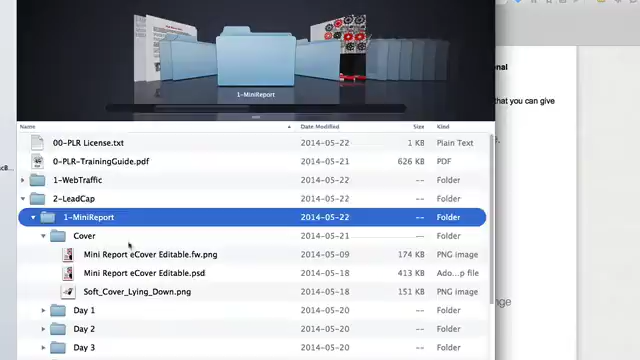 1-MiniReport
Name Date Modified Size Kind
00-PLR License.txt 2014-05-22 1 KB Plain Text
0-PLR-TrainingGuide.pdf 2014-05-21 626 KB PDF
1-WebTraffic 2014-05-22 -- Folder
2-LeadCap 2014-05-22 -- Folder
1-MiniReport 2014-05-22 -- Folder
Cover 2014-05-21 -- Folder
Mini Report eCover Editable.fw.png 2014-05-09 174 KB PNG image
Mini Report eCover Editable.psd 2014-05-18 413 KB Ado...p file
Soft_Cover_Lying_Down.png 2014-05-18 151 KB PNG image
Day 1 2014-05-20 -- Folder
Day 2 2014-05-20 -- Folder
Day 3 2014-05-20 -- Folder
onal
that you can give
nge